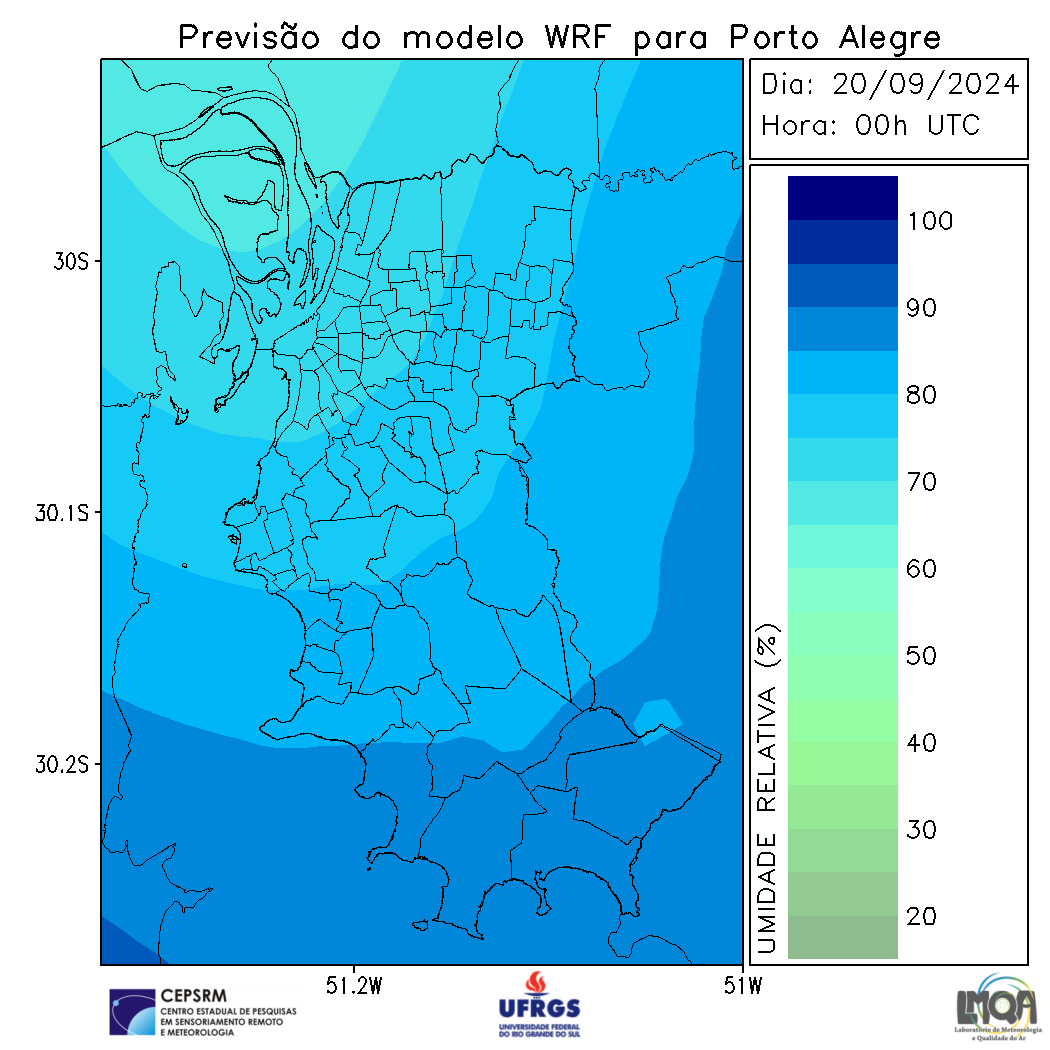 Previsão do modelo WRF para Porto Alegre
Dia: 20/09/2024
Hora: 00h UTC
30S
30.1S
30.2S
51.2W
51W
100
90
80
70
60
50
40
30
20
UMIDADE RELATIVA (%)
CEPSRM
CENTRO ESTADUAL DE PESQUISAS
EM SENSORIAMENTO REMOTO
E METEOROLOGIA
UFRGS
UNIVERSIDADE FEDERAL
DO RIO GRANDE DO SUL
LMQA
Laboratório de Meteorologia
e Qualidade do Ar